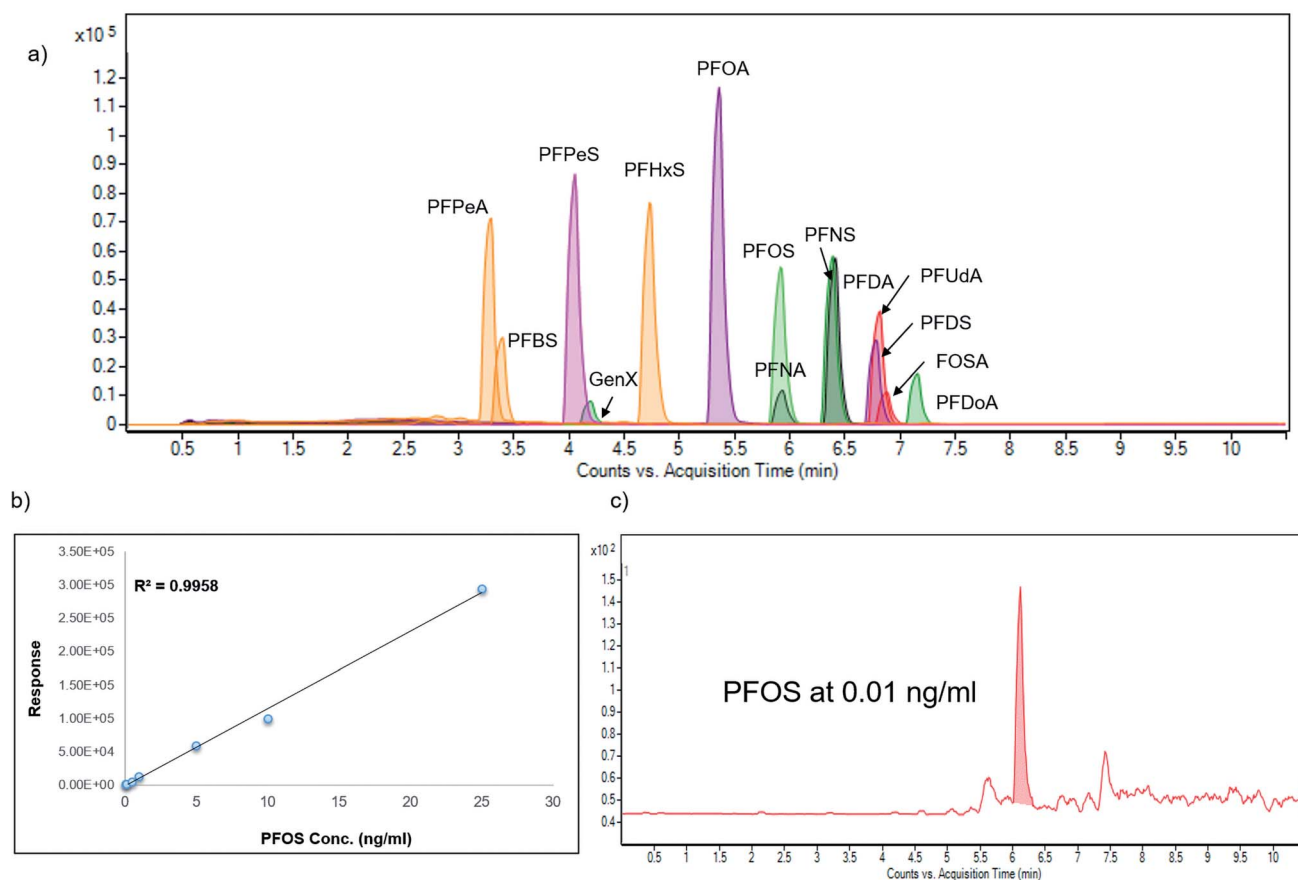 a)
x10 5
1.2
1.1
1
0.9
0.8
0.7
0.6
0.5
0.4
0.3
0.2
0.1
0
PFPeA
PFBS
PFPeS
GenX
PFHxS
PFOA
PFOS
PFNA
PFNS
PFDA
PFUdA
PFDS
FOSA
PFDoA
0.5 1 1.5 2 2.5 3 3.5 4 4.5 5 5.5 6 6.5 7 7.5 8 8.5 9 9.5 10
Counts vs. Acquisition Time (min)
b)
3.50E+05
3.00E+05
2.50E+05
2.00E+05
1.50E+05
1.00E+05
5.00E+04
0.00E+00
Response
R² = 0.9958
0 5 10 15 20 25 30
PFOS Conc. (ng/ml)
c)
x10 2
1
1.5
1.4
1.3
1.2
1.1
1
0.9
0.8
0.7
0.6
0.5
0.4
PFOS at 0.01 ng/ml
0.5 1 1.5 2 2.5 3 3.5 4 4.5 5 5.5 6 6.5 7 7.5 8 8.5 9 9.5 10
Counts vs. Acquisition Time (min)